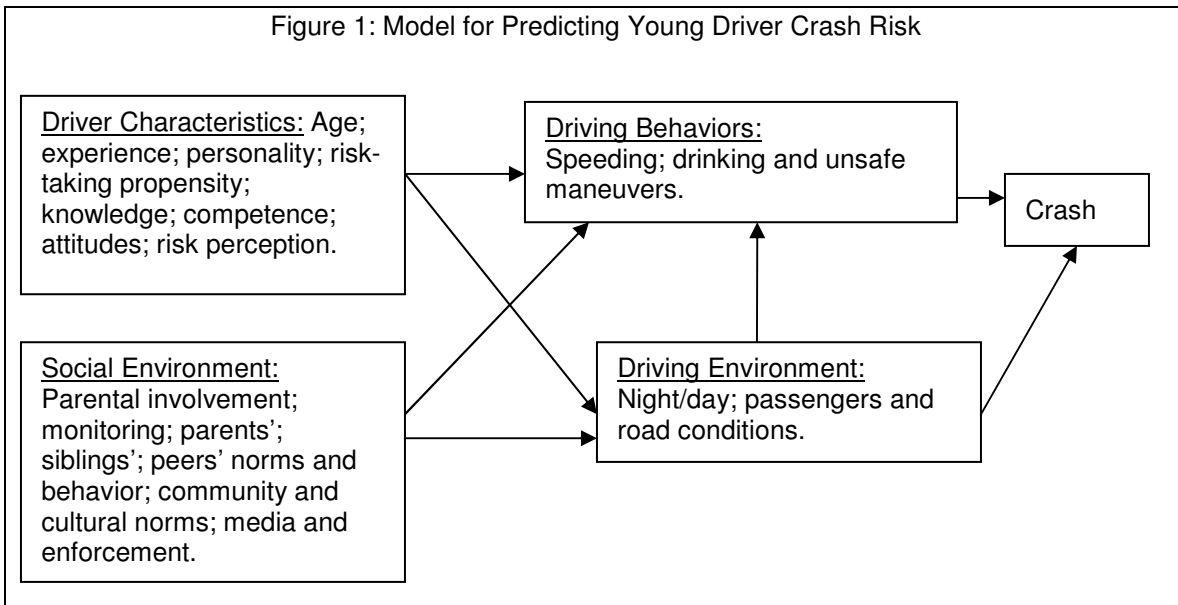 Figure 1: Model for Predicting Young Driver Crash Risk
Driver Characteristics: Age;
experience; personality; risk-
taking propensity;
knowledge; competence;
attitudes; risk perception.
Driving Behaviors:
Speeding; drinking and unsafe
maneuvers.
Crash
Social Environment:
Parental involvement;
monitoring; parents’;
siblings’; peers’ norms and
behavior; community and
cultural norms; media and
enforcement.
Driving Environment:
Night/day; passengers and
road conditions.